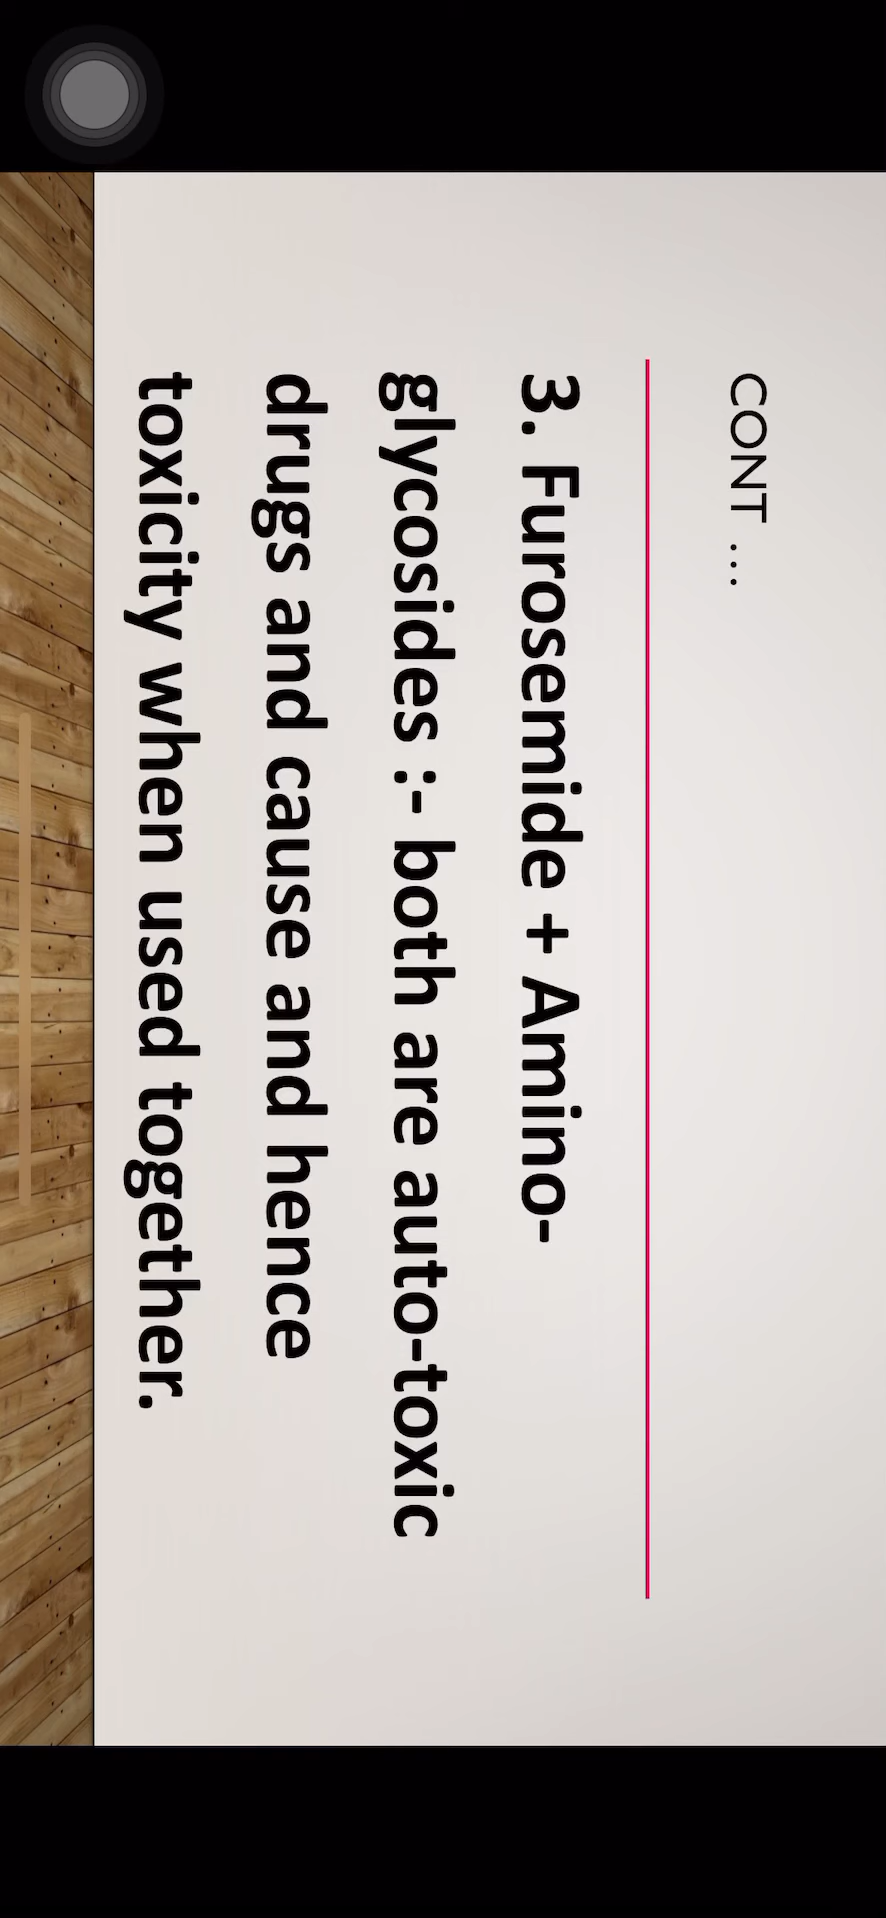 CONT ...
3. Furosemide + Amino-
glycosides :- both are auto-toxic
drugs and cause and hence
toxicity when used together.